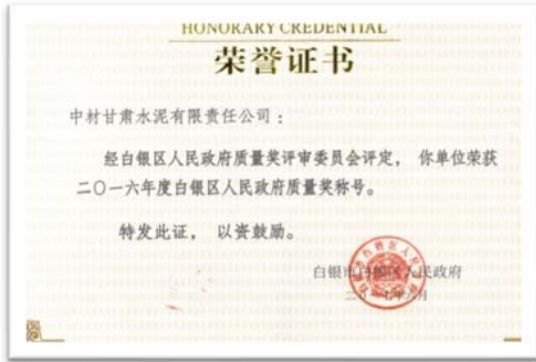 HONORARY CREDENTIAL
荣誉证书
中材甘肃水泥有限责任公司：
经白银区人民政府质量奖评审委员会评定， 你单位荣获
二〇一六年度白银区人民政府质量奖称号。
特发此证， 以资鼓励。
白银市白银区人民政府